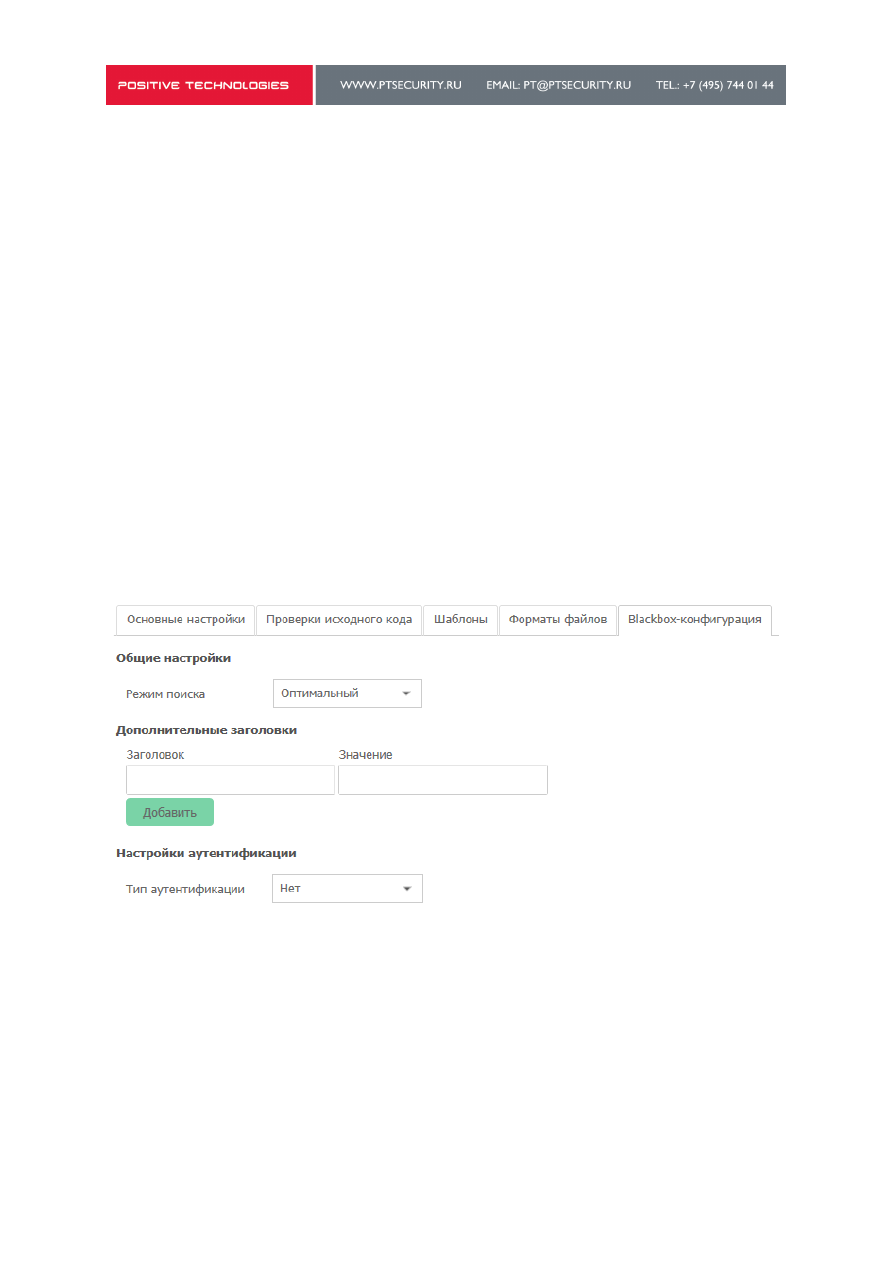 POSITIVE TECHNOLOGIES WWW.PTSECURITY.RU EMAIL: PT@PTSECURITY.RU TEL.: +7 (495) 744 01 44
Основные настройки Проверки исходного кода Шаблоны Форматы файлов Blackbox-конфигурация
Общие настройки
Режим поиска Оптимальный
Дополнительные заголовки
Заголовок Значение
Добавить
Настройки аутентификации
Тип аутентификации Нет